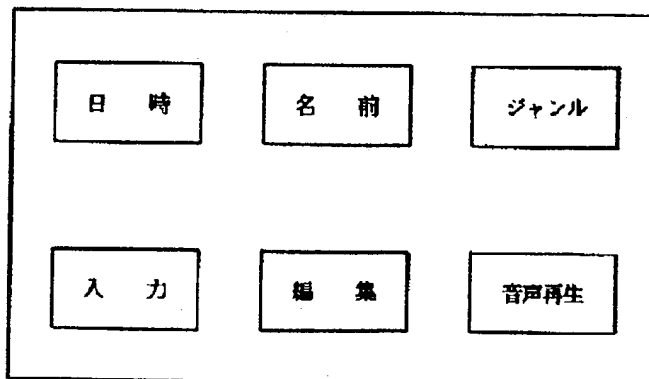 日 時 名 前 ジャンル
入 力 編 集 音声再生